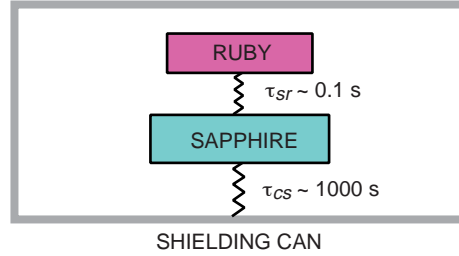 RUBY
τsr ~ 0.1 s
SAPPHIRE
τcs ~ 1000 s
SHIELDING CAN